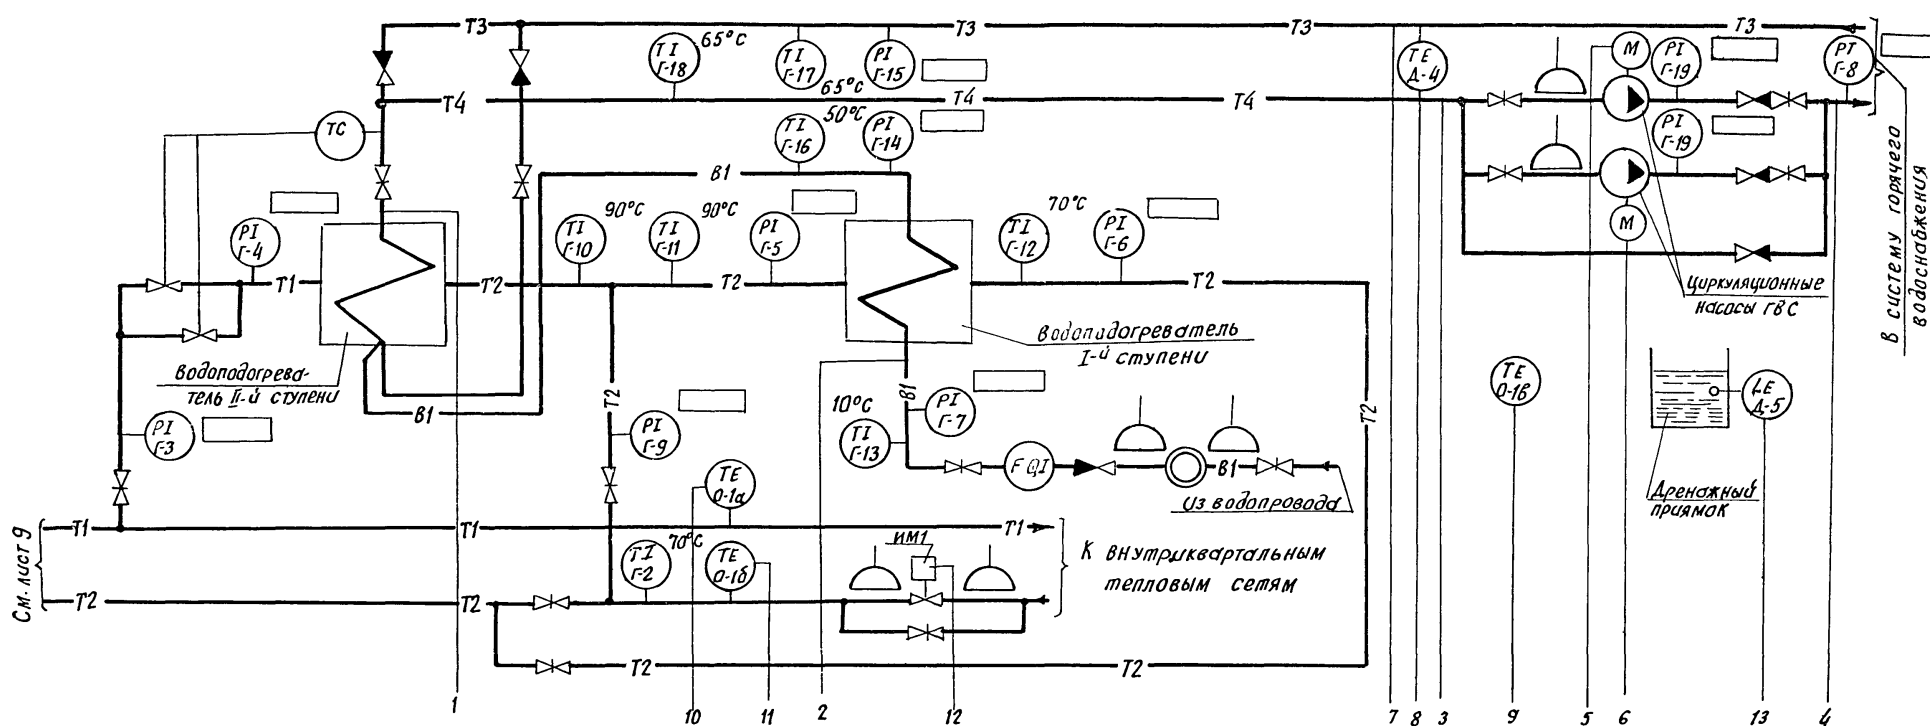 Т3
Т3
Т3
Т3
65°С
TI
Г-18
TI
Г-17
65°С
PI
Г-15
TE
Д-4
М
PI
Г-19
PT
Г-8
Т4
Т4
Т4
ТС
TI
Г-16
50°С
PI
Г-14
PI
Г-19
В1
М
PI
Г-4
90°С
TI
Г-10
90°С
TI
Г-11
PI
Г-5
70°С
TI
Г-12
PI
Г-6
Т1
Т2
Т2
Т2
Циркуляционные
насосы ГВС
В систему горячего
водоснабжения
Водоподогрева-
тель II-й ступени
Водоподогреватель
I-й ступени
В1
Т2
В1
Т2
PI
Г-3
PI
Г-9
10°С
TI
Г-13
PI
Г-7
FQI
В1
Из водопровода
TE
О-1в
LE
Д-5
Дренажный
приямок
TE
О-1а
См. лист 9
Т1
Т1
Т1
TI
Г-2
70°С
TE
О-1б
ИМ1
К внутриквартальным
тепловым сетям
Т2
Т2
Т2
Т2
1
10
11
2
12
7
8
3
9
5
6
13
4